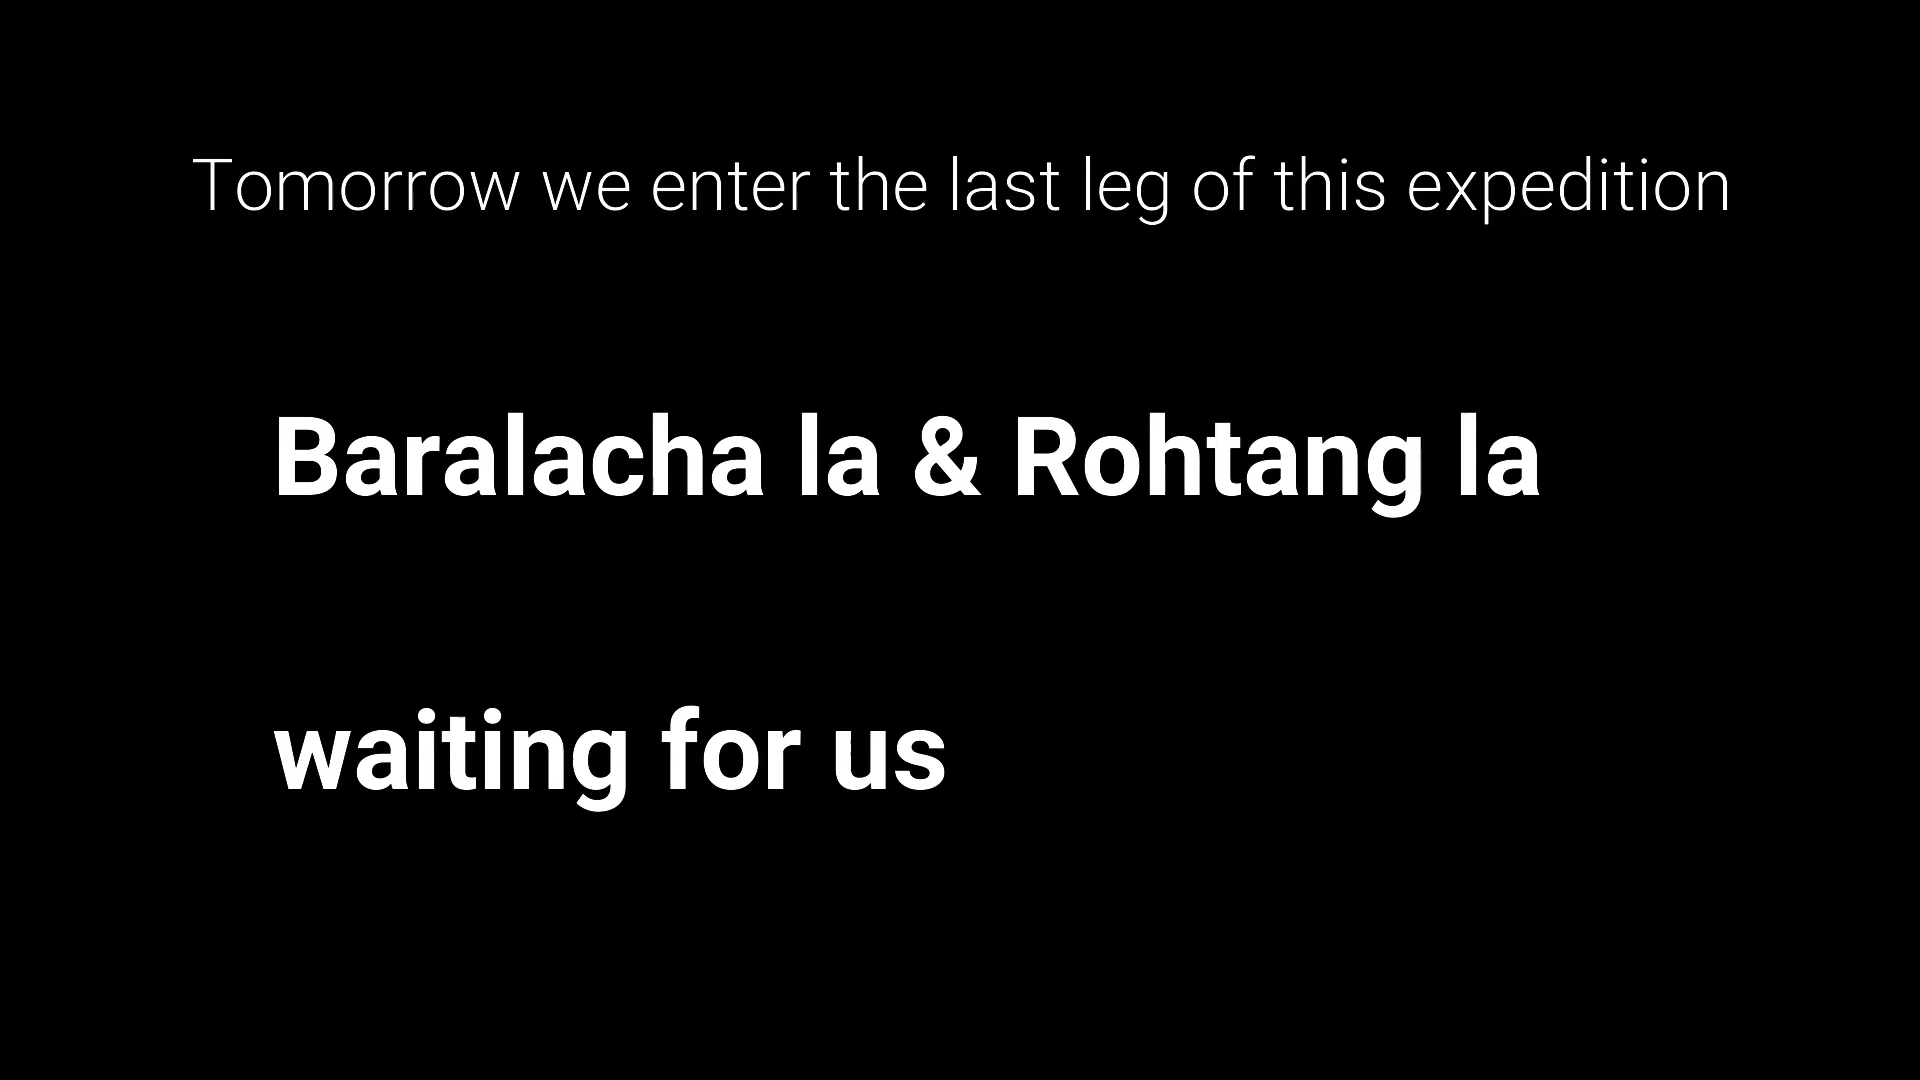 Tomorrow we enter the last leg of this expedition
Baralacha la & Rohtang la
waiting for us